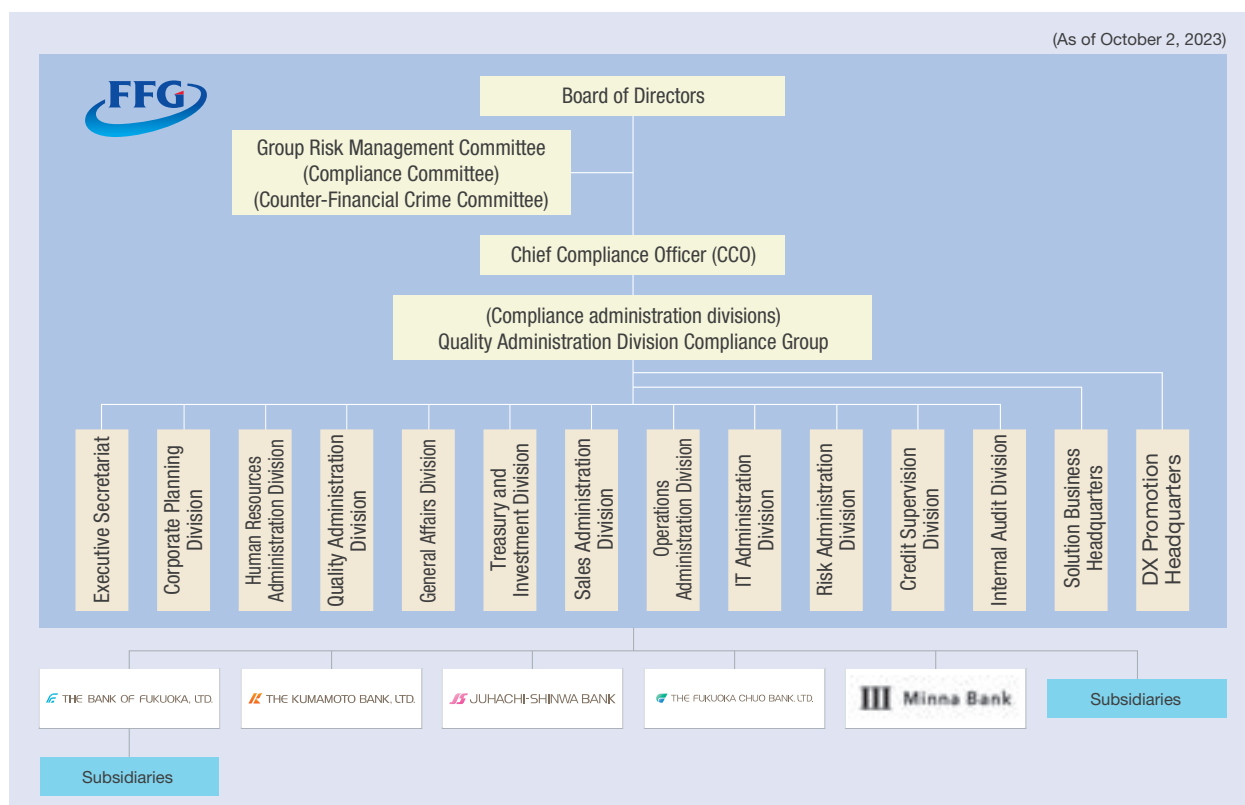 (As of October 2, 2023)
FFG
Board of Directors
Group Risk Management Committee
(Compliance Committee)
(Counter-Financial Crime Committee)
Chief Compliance Officer (CCO)
(Compliance administration divisions)
Quality Administration Division Compliance Group
Executive Secretariat
Corporate Planning
Division
Human Resources
Administration Division
Quality Administration
Division
General Affairs Division
Treasury and
Investment Division
Sales Administration
Division
Operations
Administration Division
IT Administration
Division
Risk Administration
Division
Credit Supervision
Division
Internal Audit Division
Solution Business
Headquarters
DX Promotion
Headquarters
THE BANK OF FUKUOKA, LTD.
THE KUMAMOTO BANK, LTD.
JUHACHI-SHINWA BANK
THE FUKUOKA CHUO BANK, LTD.
Minna Bank
Subsidiaries
Subsidiaries